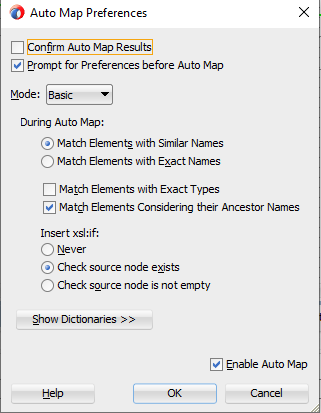 Auto Map Preferences
Confirm Auto Map Results
Prompt for Preferences before Auto Map
Mode: Basic
During Auto Map:
Match Elements with Similar Names
Match Elements with Exact Names
Match Elements with Exact Types
Match Elements Considering their Ancestor Names
Insert xsl:if:
Never
Check source node exists
Check source node is not empty
Show Dictionaries >>
Enable Auto Map
Help OK Cancel